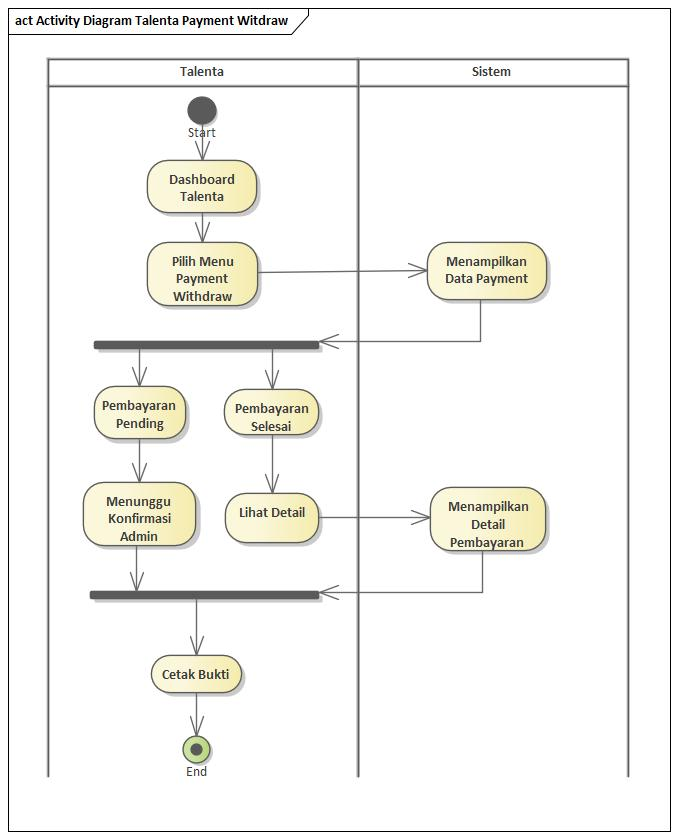 act Activity Diagram Talenta Payment Witdraw
Talenta
Sistem
Start
Dashboard
Talenta
Pilih Menu
Payment
Withdraw
Menampilkan
Data Payment
Pembayaran
Pending
Pembayaran
Selesai
Menunggu
Konfirmasi
Admin
Lihat Detail
Menampilkan
Detail
Pembayaran
Cetak Bukti
End